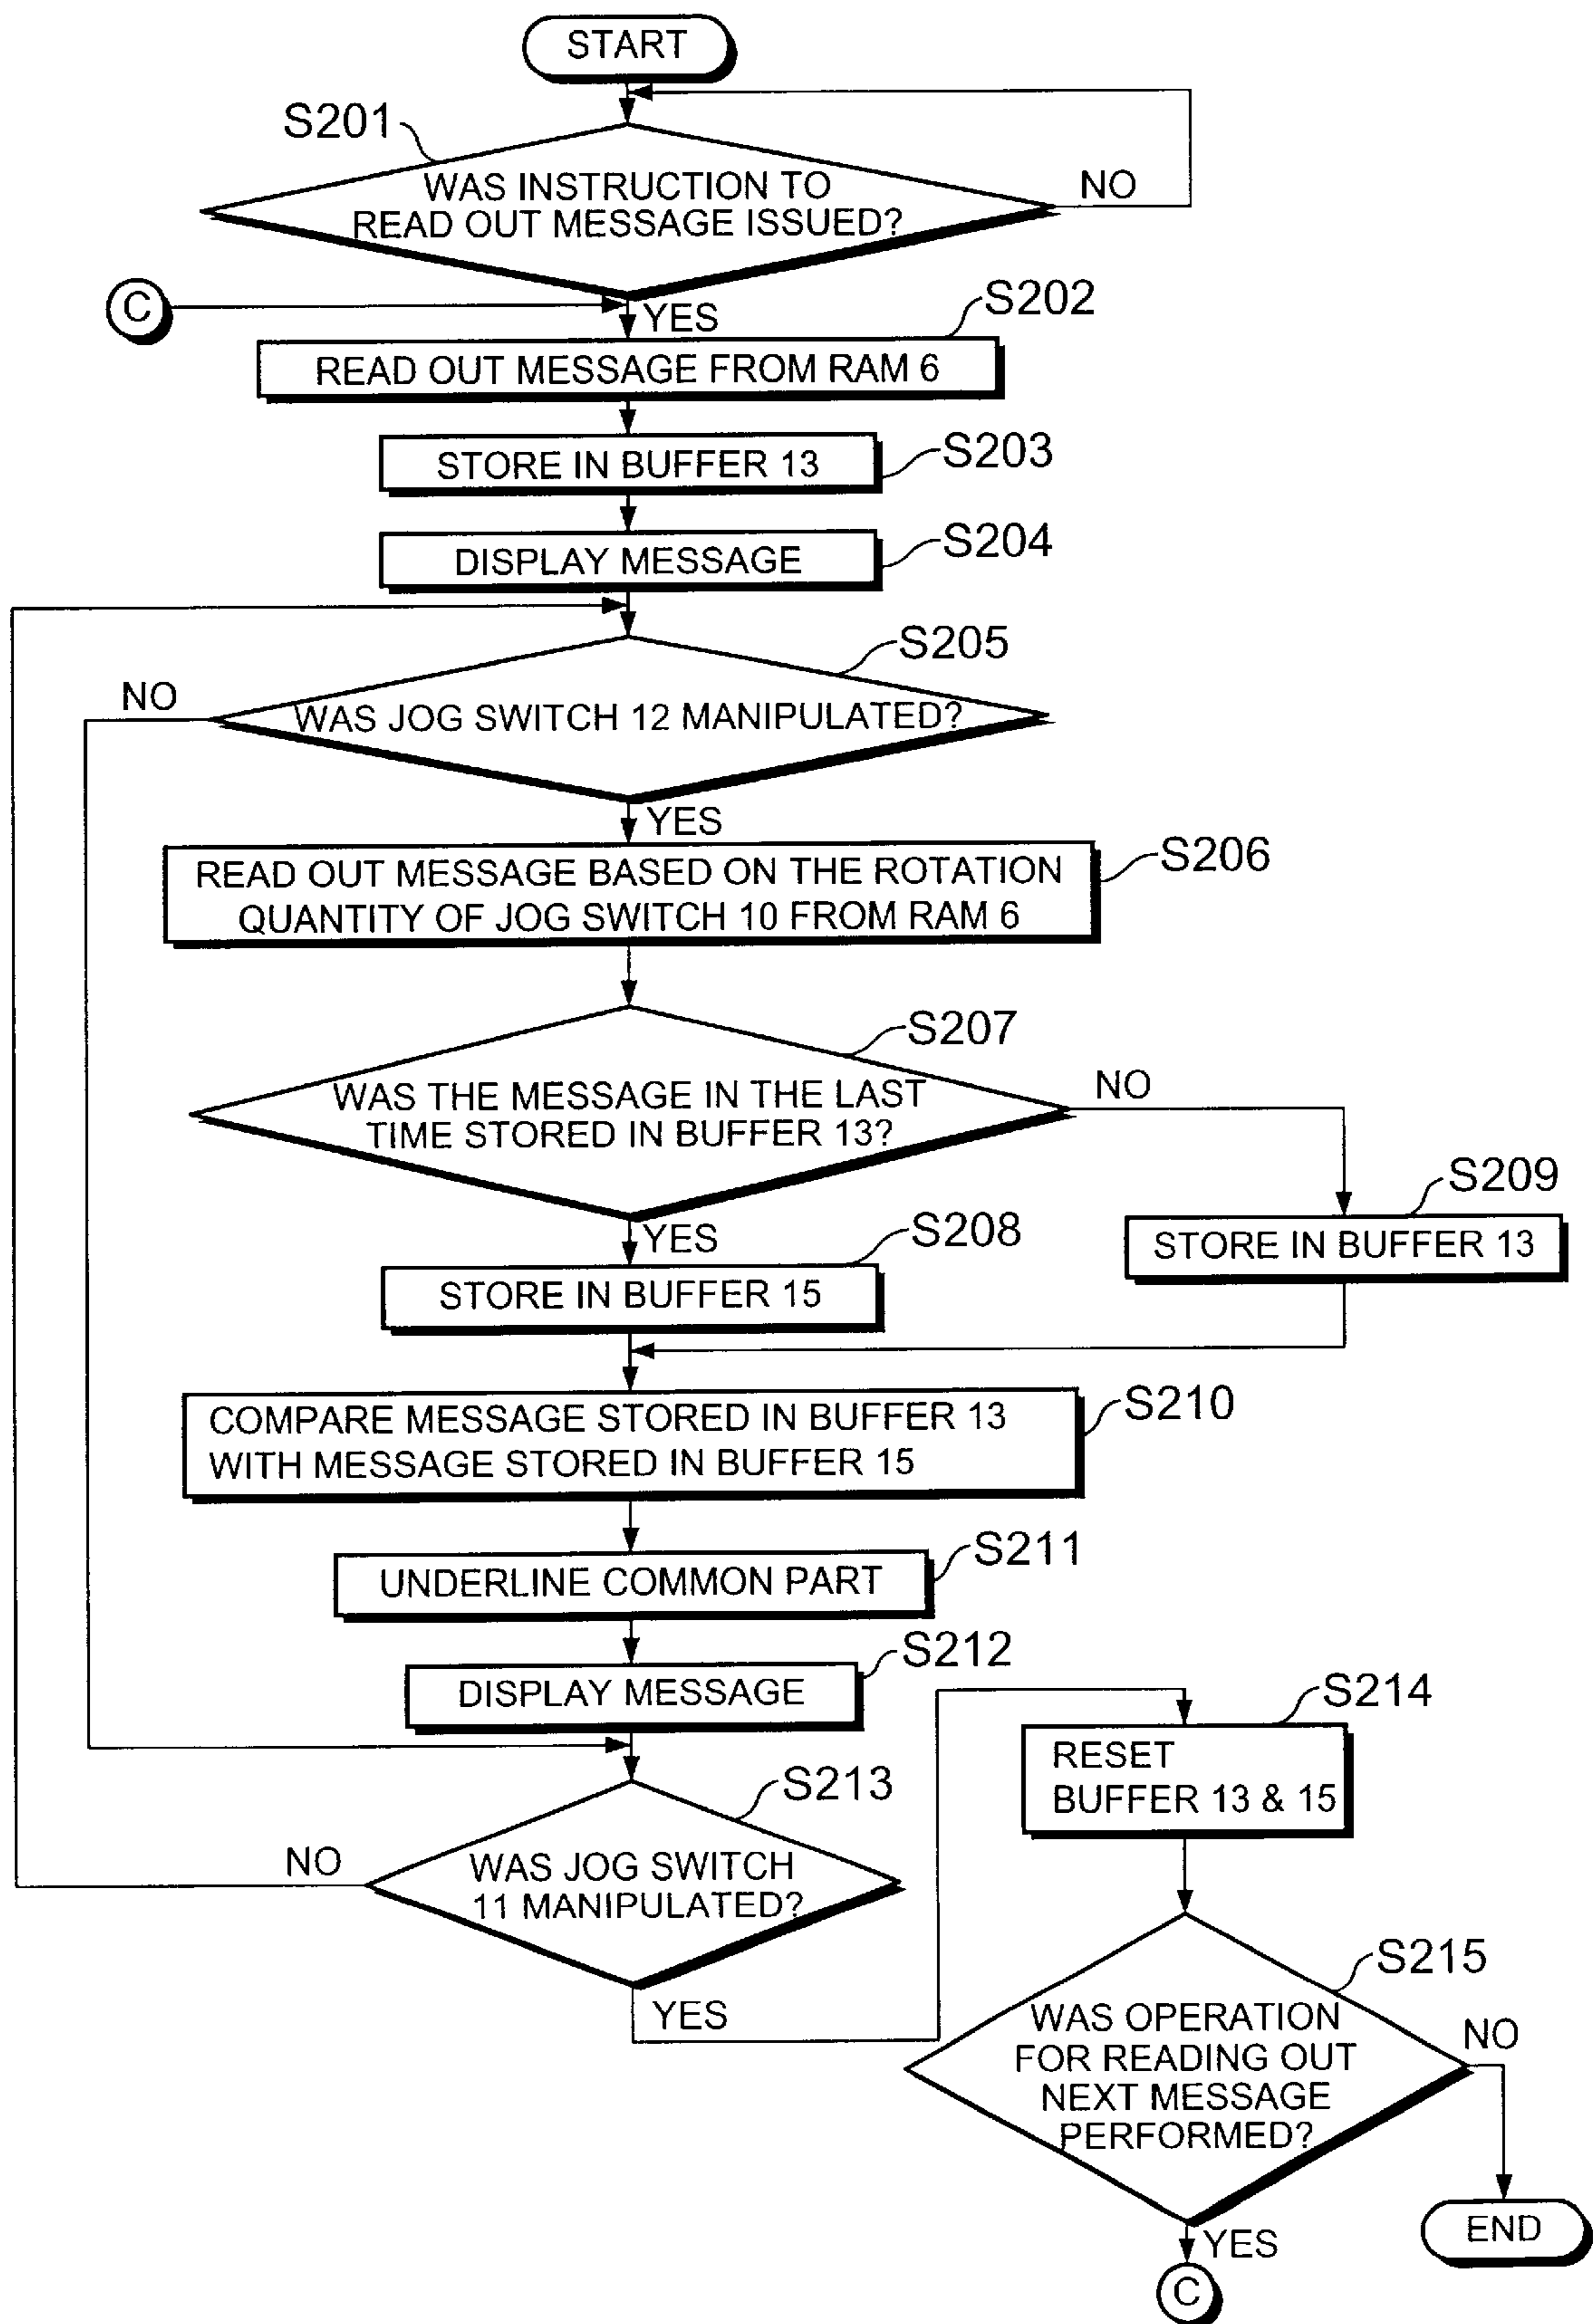 START
S201
WAS INSTRUCTION TO
READ OUT MESSAGE ISSUED?
NO
C
YES
S202
READ OUT MESSAGE FROM RAM 6
STORE IN BUFFER 13
S203
DISPLAY MESSAGE
S204
S205
NO
WAS JOG SWITCH 12 MANIPULATED?
YES
READ OUT MESSAGE BASED ON THE ROTATION
QUANTITY OF JOG SWITCH 10 FROM RAM 6
S206
S207
WAS THE MESSAGE IN THE LAST
TIME STORED IN BUFFER 13?
NO
YES
S208
STORE IN BUFFER 15
S209
STORE IN BUFFER 13
COMPARE MESSAGE STORED IN BUFFER 13
WITH MESSAGE STORED IN BUFFER 15
S210
UNDERLINE COMMON PART
S211
DISPLAY MESSAGE
S212
S213
NO
WAS JOG SWITCH
11 MANIPULATED?
YES
S214
RESET
BUFFER 13 & 15
S215
WAS OPERATION
FOR READING OUT
NEXT MESSAGE
PERFORMED?
NO
YES
C
END